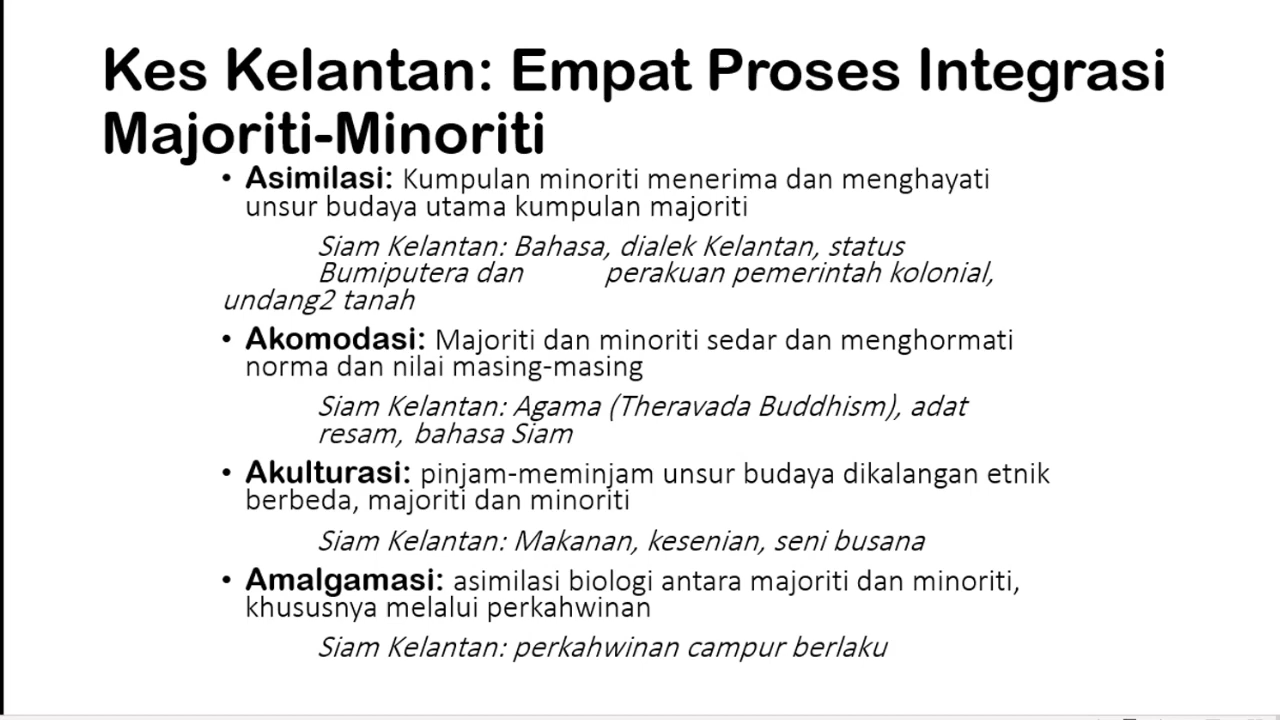 Kes Kelantan: Empat Proses Integrasi
Majoriti-Minoriti
• Asimilasi: Kumpulan minoriti menerima dan menghayati
unsur budaya utama kumpulan majoriti
Siam Kelantan: Bahasa, dialek Kelantan, status
Bumiputera dan perakuan pemerintah kolonial,
undang2 tanah
• Akomodasi: Majoriti dan minoriti sedar dan menghormati
norma dan nilai masing-masing
Siam Kelantan: Agama (Theravada Buddhism), adat
resam, bahasa Siam
• Akulturasi: pinjam-meminjam unsur budaya dikalangan etnik
berbeda, majoriti dan minoriti
Siam Kelantan: Makanan, kesenian, seni busana
• Amalgamasi: asimilasi biologi antara majoriti dan minoriti,
khususnya melalui perkahwinan
Siam Kelantan: perkahwinan campur berlaku